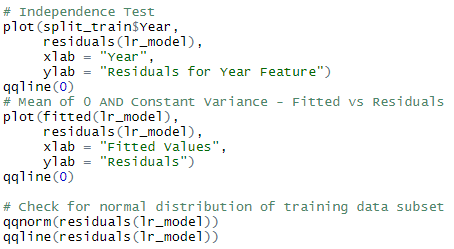 # Independence Test
plot(split_train$Year,
     residuals(lr_model),
     xlab = "Year",
     ylab = "Residuals for Year Feature")
qqline(0)
# Mean of 0 AND Constant Variance - Fitted vs Residuals
plot(fitted(lr_model),
     residuals(lr_model),
     xlab = "Fitted Values",
     ylab = "Residuals")
qqline(0)

# Check for normal distribution of training data subset
qqnorm(residuals(lr_model))
qqline(residuals(lr_model))